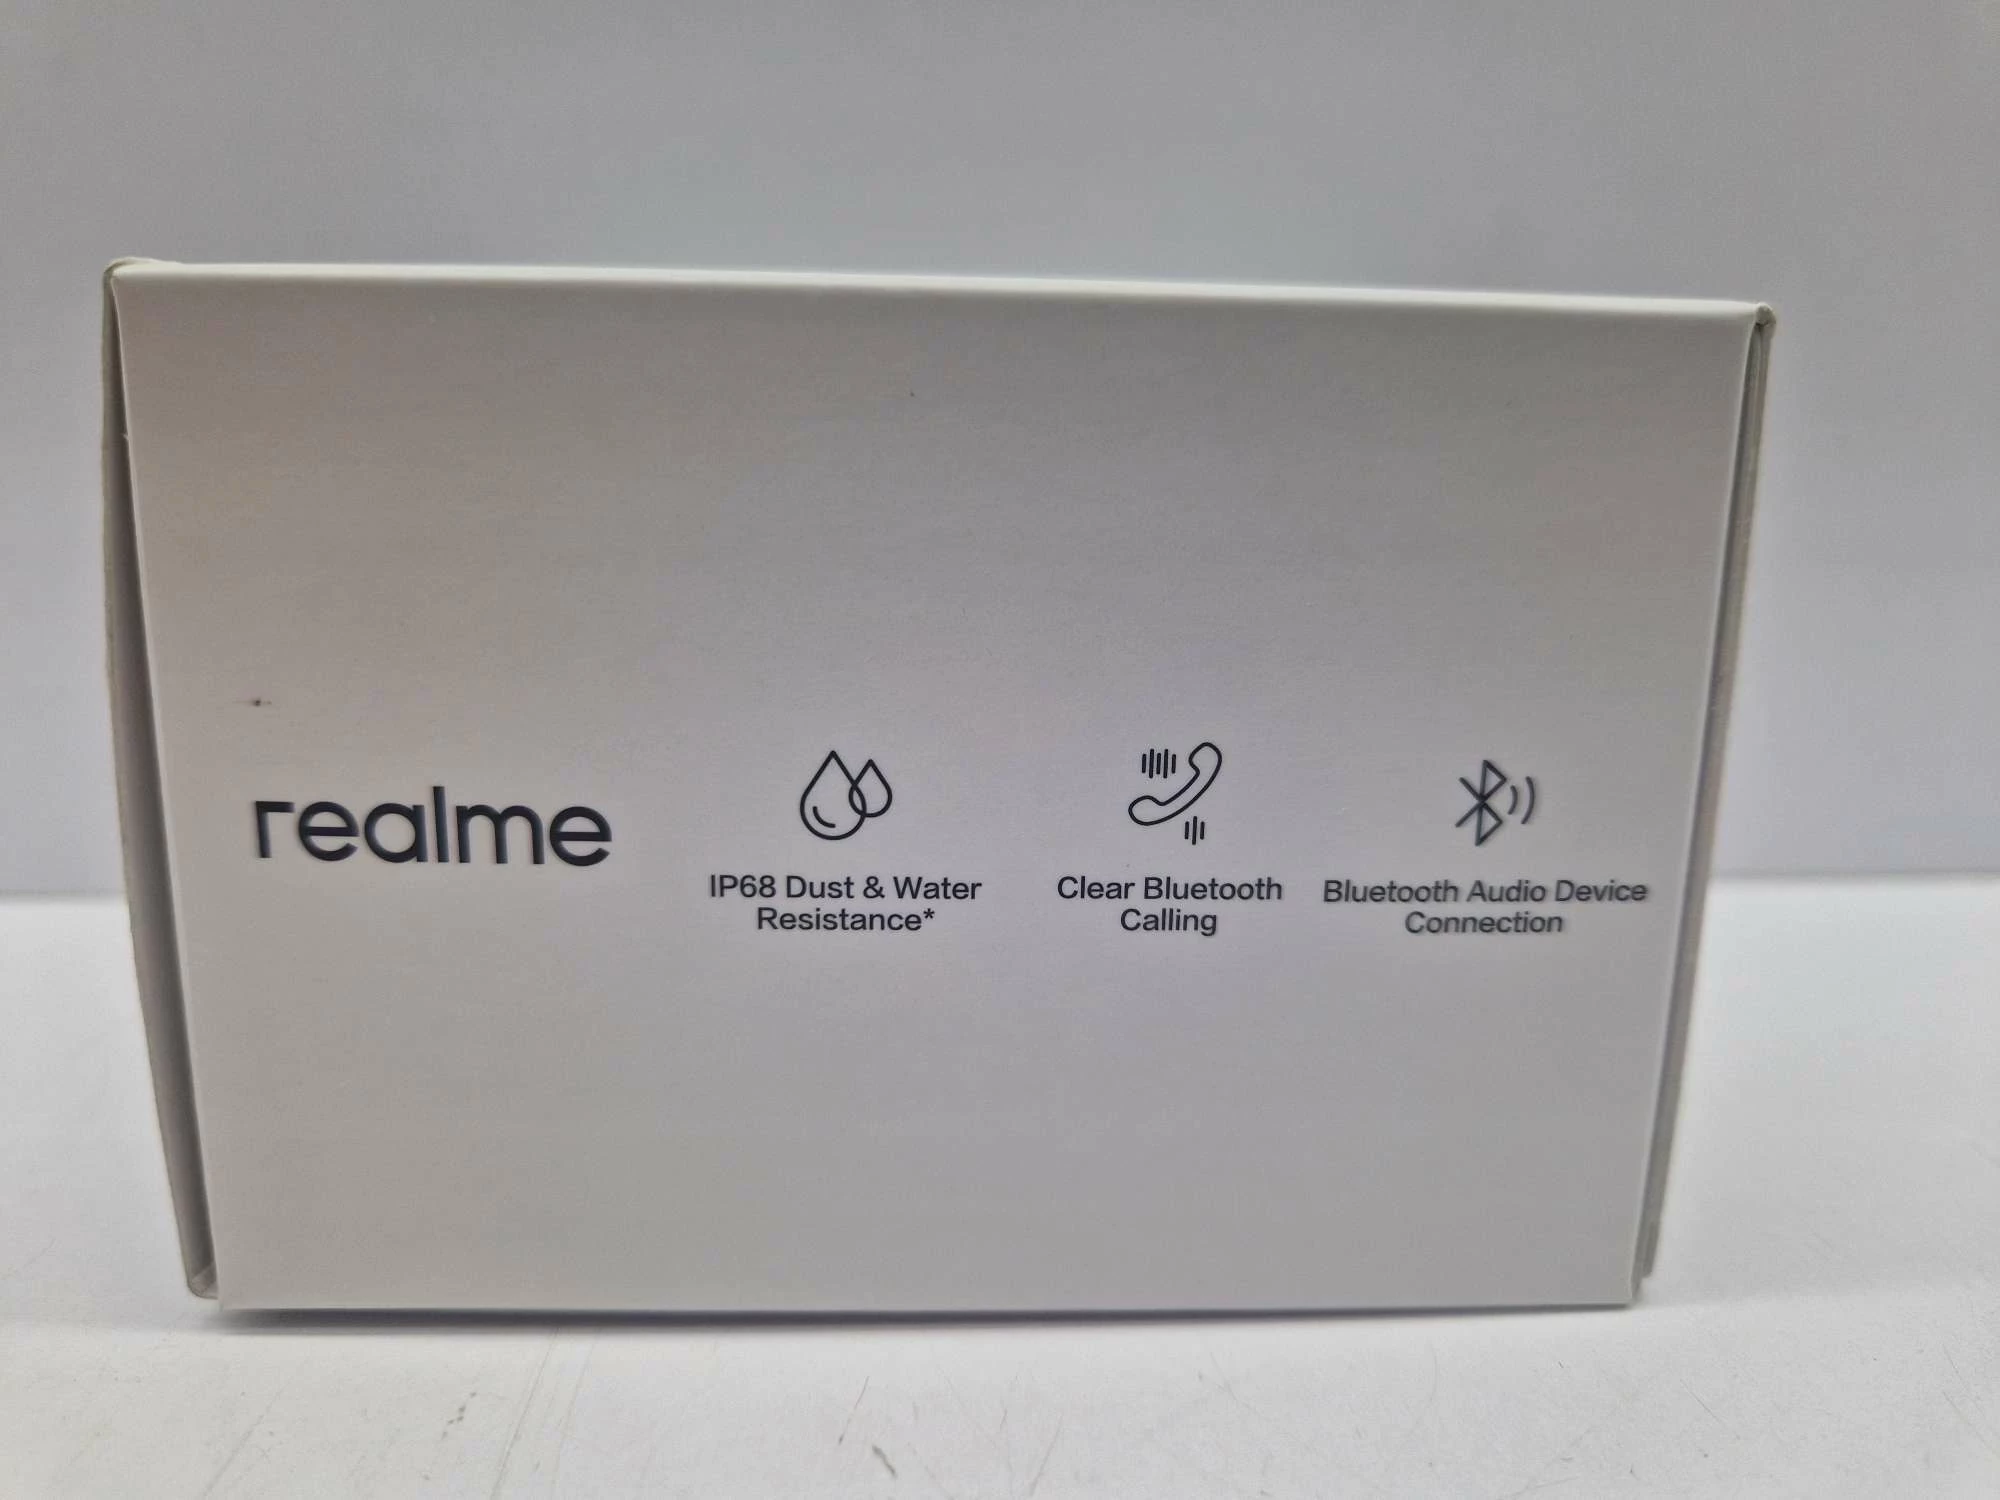 realme
IP68 Dust & Water
Resistance*
Clear Bluetooth
Calling
Bluetooth Audio Device
Connection